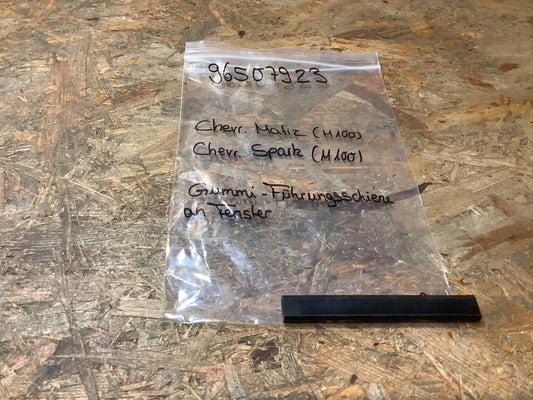 96507923
Chevr. Matiz (M100)
Chevr. Spark (M100)
Gummi-Führungsschiene
an Fenster